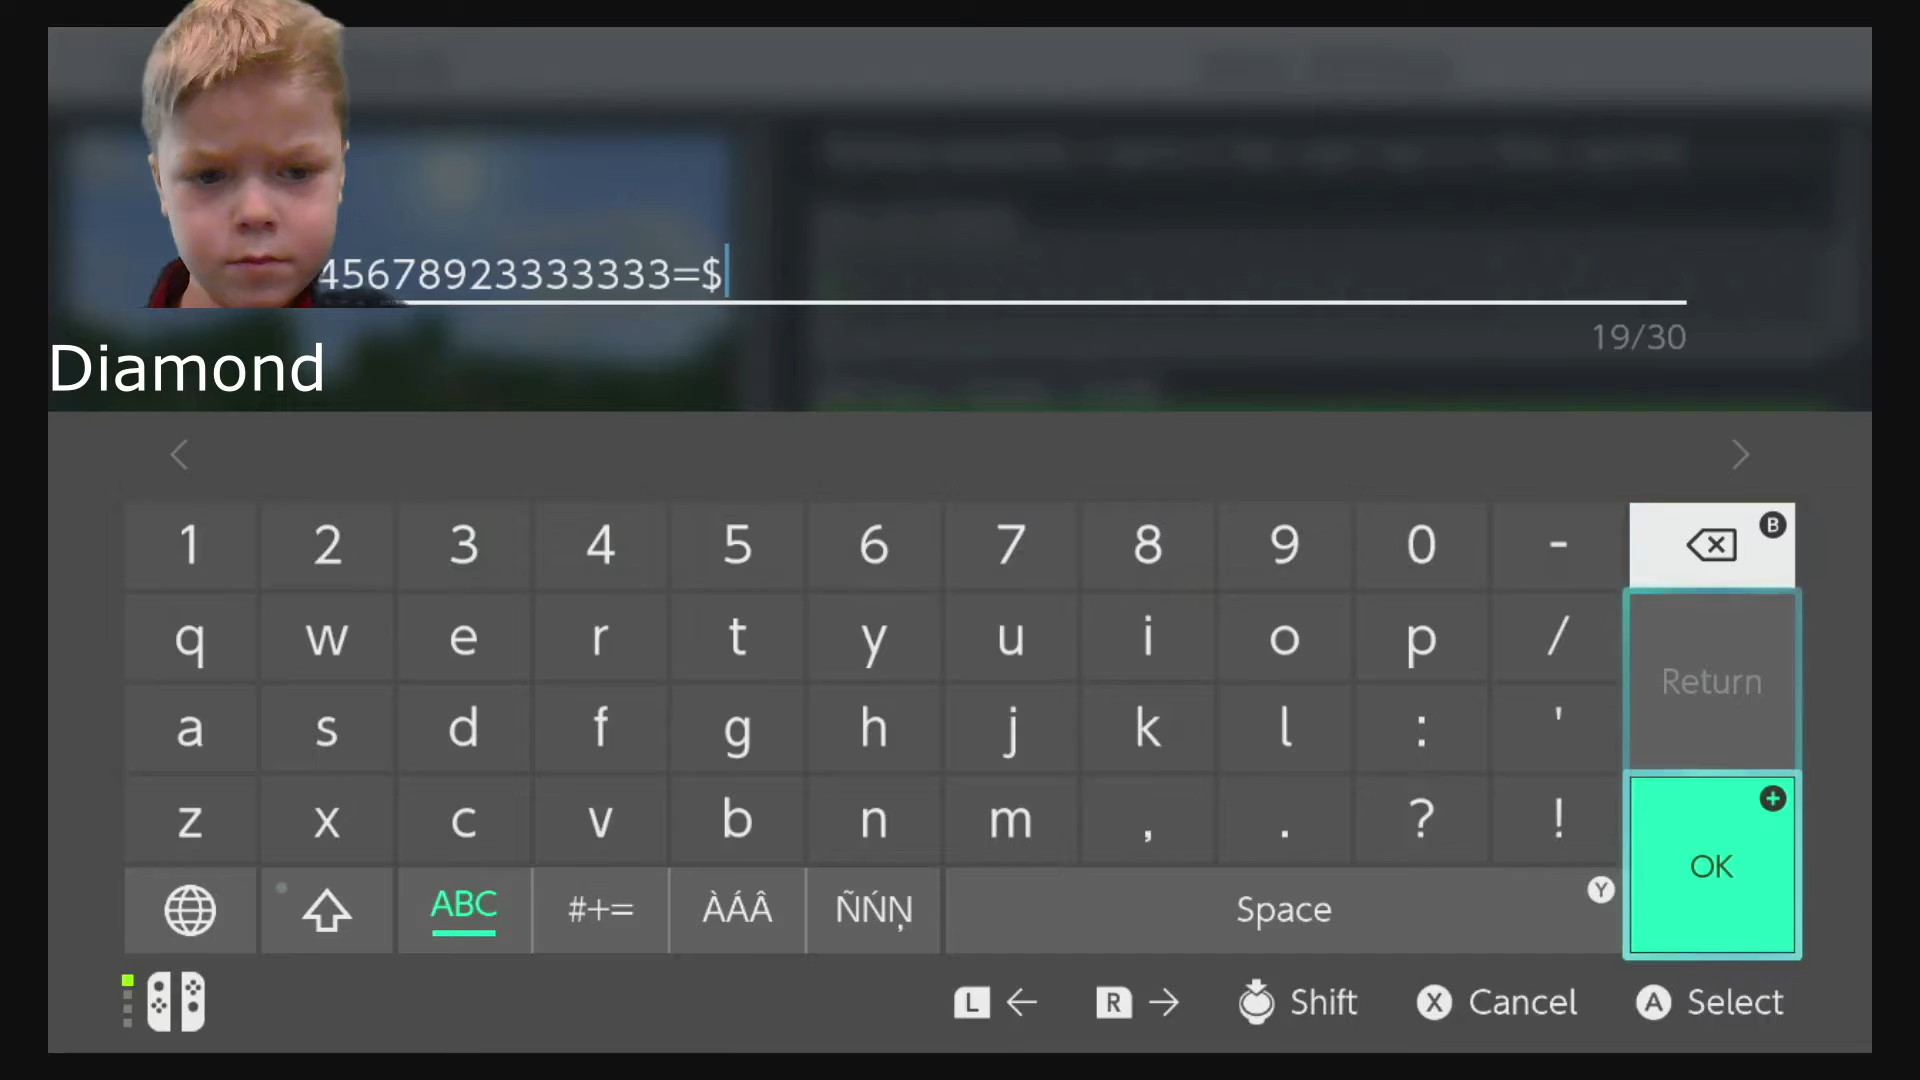 45678923333333=$
19/30
Diamond
1 2 3 4 5 6 7 8 9 0 - B
q w e r t y u i o p / Return
a s d f g h j k l : '
z x c v b n m , . ? ! OK
ABC #+= ÀÁÂ ÑŃŅ Space Y
L R Shift X Cancel A Select